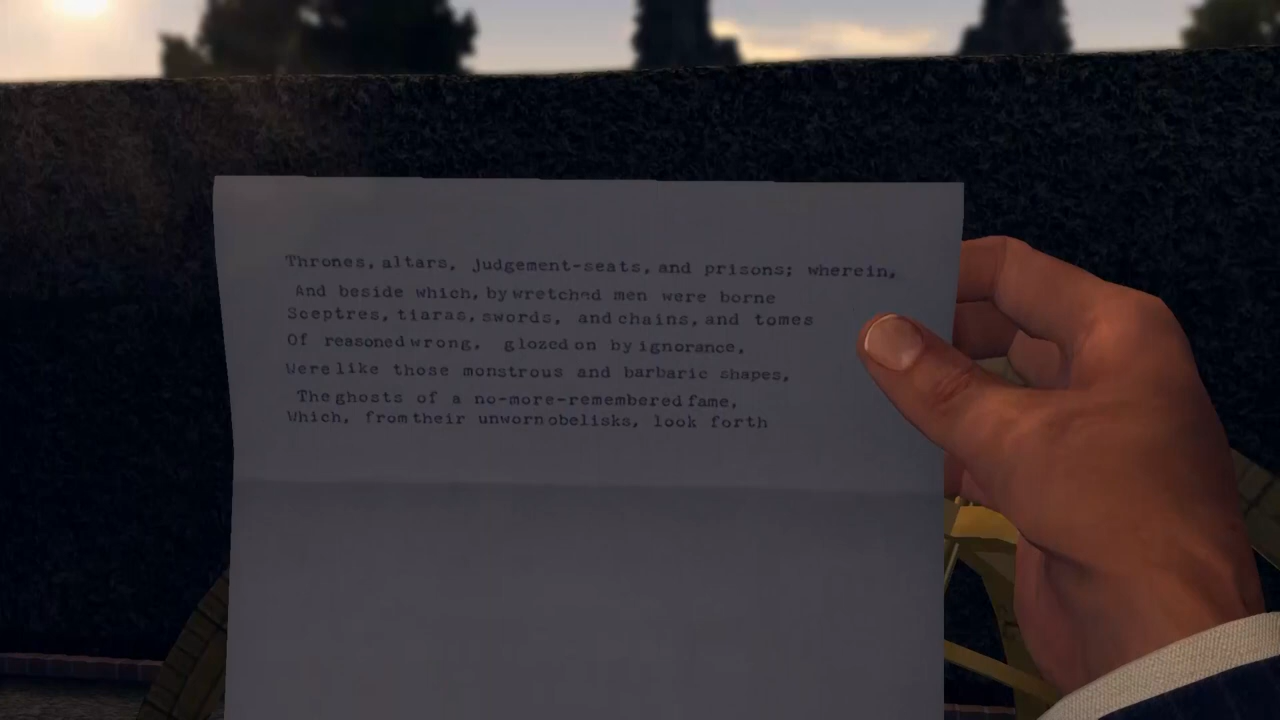 Thrones, altars, judgement-seats, and prisons; wherein,
And beside which, by wretched men were borne
Sceptres, tiaras, swords, and chains, and tomes
Of reasoned wrong, glozed on by ignorance,
Were like those monstrous and barbaric shapes,
The ghosts of a no-more-remembered fame,
Which, from their unworn obelisks, look forth